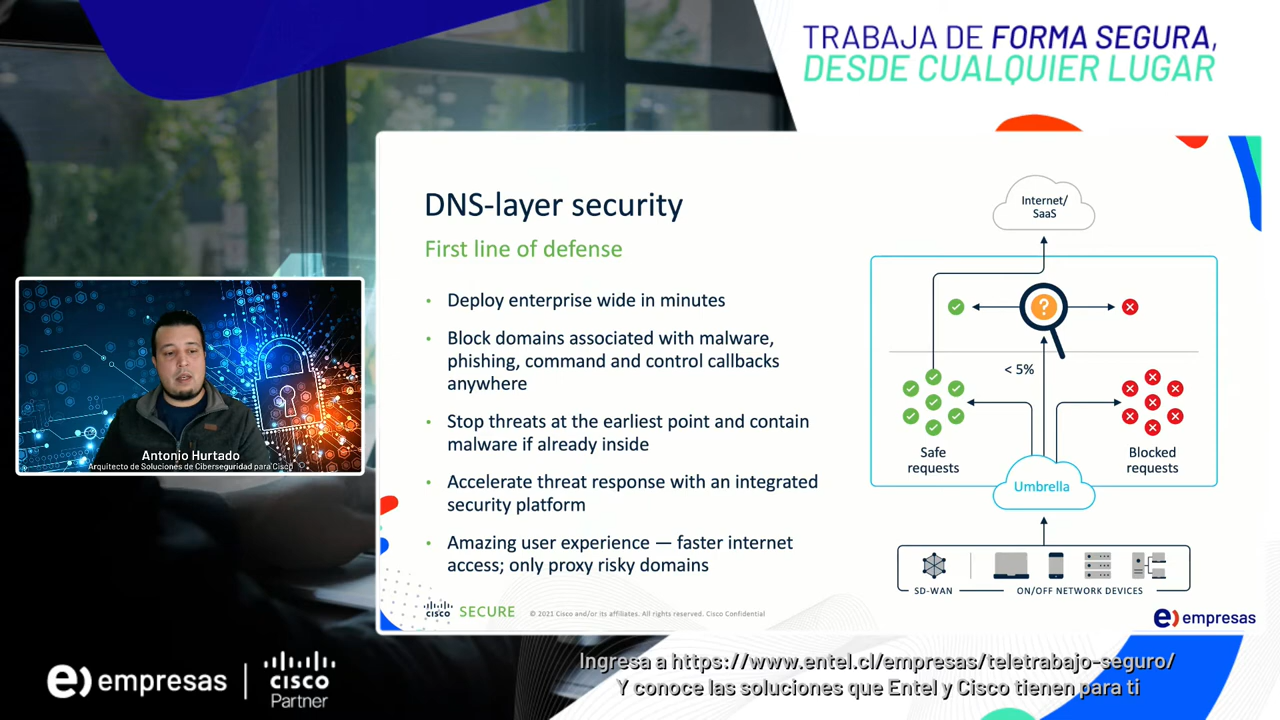 TRABAJA DE FORMA SEGURA,
DESDE CUALQUIER LUGAR
DNS-layer security
First line of defense
• Deploy enterprise wide in minutes
• Block domains associated with malware,
phishing, command and control callbacks
anywhere
• Stop threats at the earliest point and contain
malware if already inside
• Accelerate threat response with an integrated
security platform
• Amazing user experience — faster internet
access; only proxy risky domains
Internet/
SaaS
?
< 5%
Safe
requests
Blocked
requests
Umbrella
SD-WAN
ON/OFF NETWORK DEVICES
cisco SECURE
© 2021 Cisco and/or its affiliates. All rights reserved. Cisco Confidential
e) empresas
Antonio Hurtado
Arquitecto de Soluciones de Ciberseguridad para Cisco
e) empresas
cisco
Partner
Ingresa a https://www.entel.cl/empresas/teletrabajo-seguro/
Y conoce las soluciones que Entel y Cisco tienen para ti